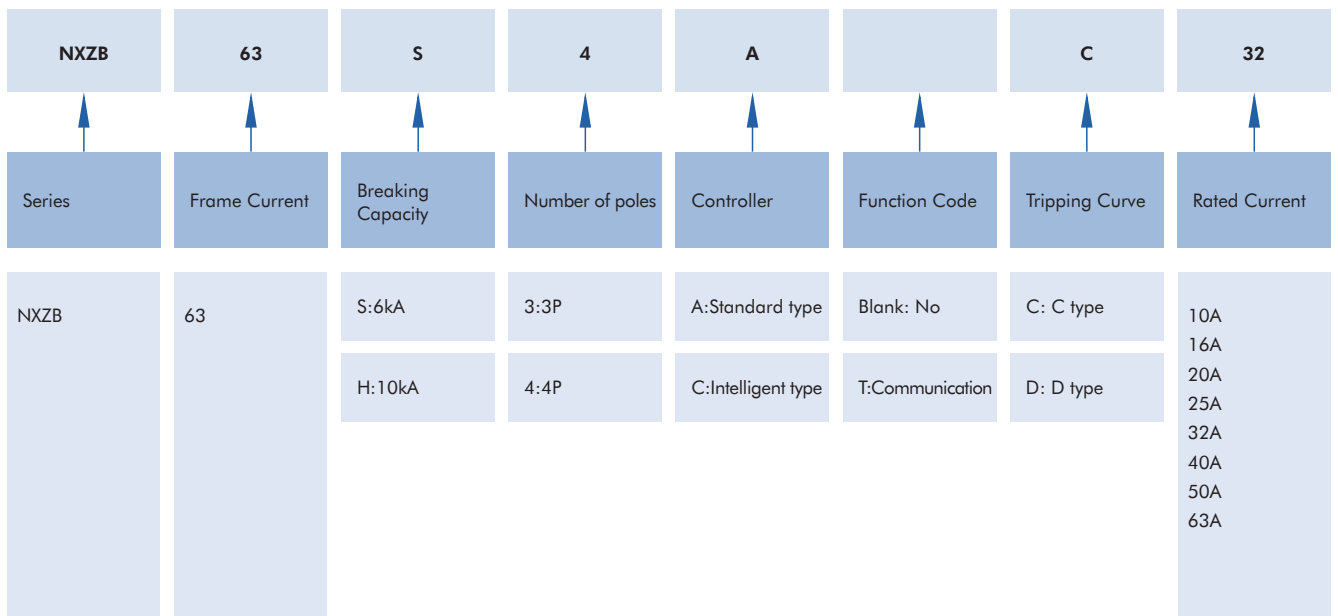 NXZB 63 S 4 A C 32
Series Frame Current Breaking Capacity Number of poles Controller Function Code Tripping Curve Rated Current
NXZB
63
S:6kA
H:10kA
3:3P
4:4P
A:Standard type
C:Intelligent type
Blank: No
T:Communication
C: C type
D: D type
10A
16A
20A
25A
32A
40A
50A
63A